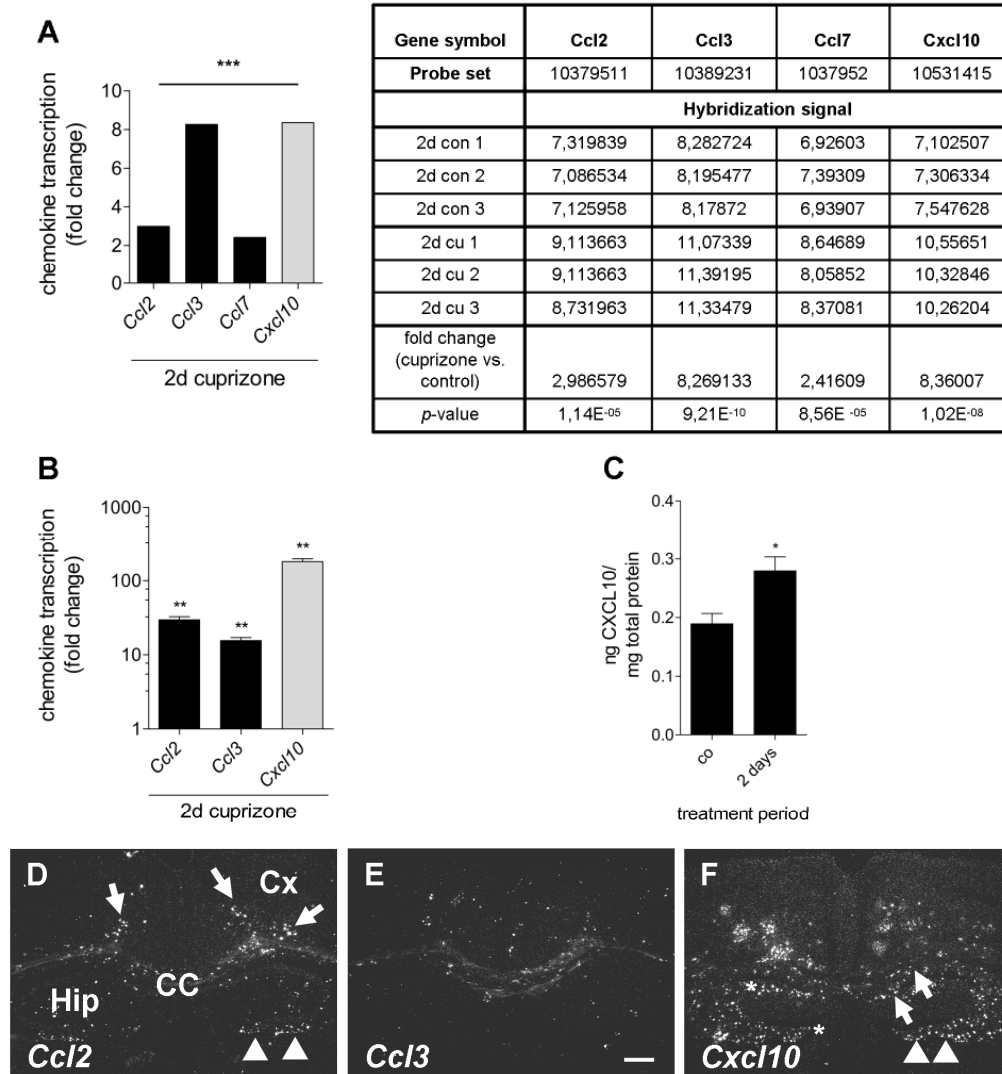 A
***
chemokine transcription
(fold change)
10
8
6
4
2
0
Ccl2
Ccl3
Ccl7
Cxcl10
2d cuprizone
Gene symbol Ccl2 Ccl3 Ccl7 Cxcl10
Probe set 10379511 10389231 1037952 10531415
Hybridization signal
2d con 1 7,319839 8,282724 6,92603 7,102507
2d con 2 7,086534 8,195477 7,39309 7,306334
2d con 3 7,125958 8,17872 6,93907 7,547628
2d cu 1 9,113663 11,07339 8,64689 10,55651
2d cu 2 9,113663 11,39195 8,05852 10,32846
2d cu 3 8,731963 11,33479 8,37081 10,26204
fold change
(cuprizone vs.
control) 2,986579 8,269133 2,41609 8,36007
p-value 1,14E-05 9,21E-10 8,56E -05 1,02E-08
B
chemokine transcription
(fold change)
1000
100
10
1
**
**
**
Ccl2
Ccl3
Cxcl10
2d cuprizone
C
ng CXCL10/
mg total protein
0.4
0.3
0.2
0.1
0.0
*
co
2 days
treatment period
D
Cx
CC
Hip
Ccl2
E
Ccl3
F
*
*
Cxcl10